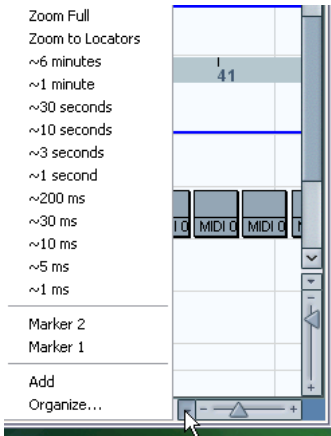 Zoom Full
Zoom to Locators
~6 minutes
~1 minute
~30 seconds
~10 seconds
~3 seconds
~1 second
~200 ms
~30 ms
~10 ms
~5 ms
~1 ms
Marker 2
Marker 1
Add
Organize...
41
MIDI 0
MIDI 0